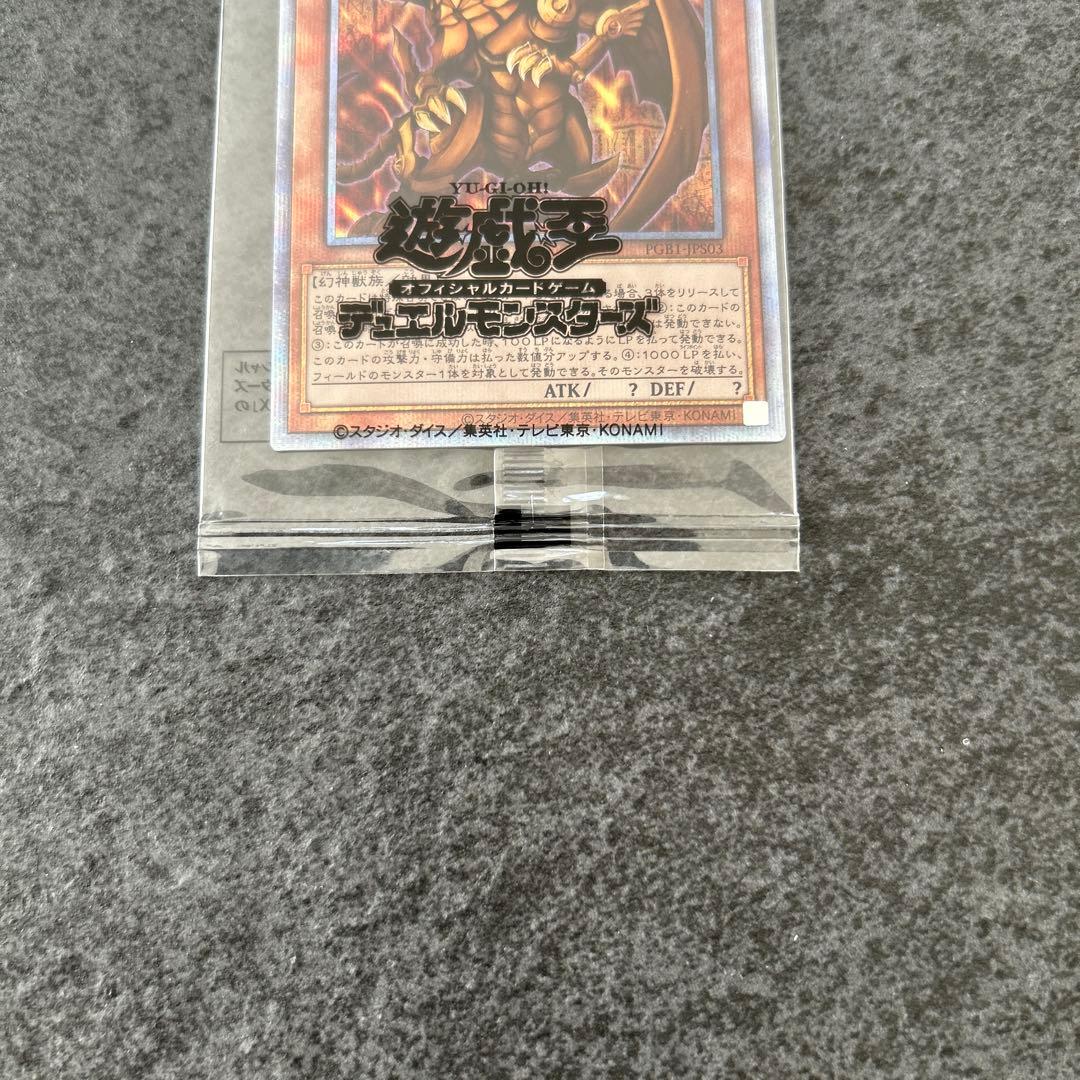 YU-GI-OH!
遊戯王
オフィシャルカードゲーム
デュエルモンスターズ
PGB1-JPS03
【幻神獣族
場合、3体をリリースして
このカードの
は発動できない。
③:このカードが召喚に成功した時、100LPになるようにLPを払って発動できる。
このカードの攻撃力・守備力は払った数値分アップする。④:1000LPを払い、
フィールドのモンスター1体を対象として発動できる。そのモンスターを破壊する。
ATK/ ? DEF/ ?
©スタジオ・ダイス/集英社・テレビ東京・KONAMI
©スタジオ・ダイス/集英社・テレビ東京・KONAMI